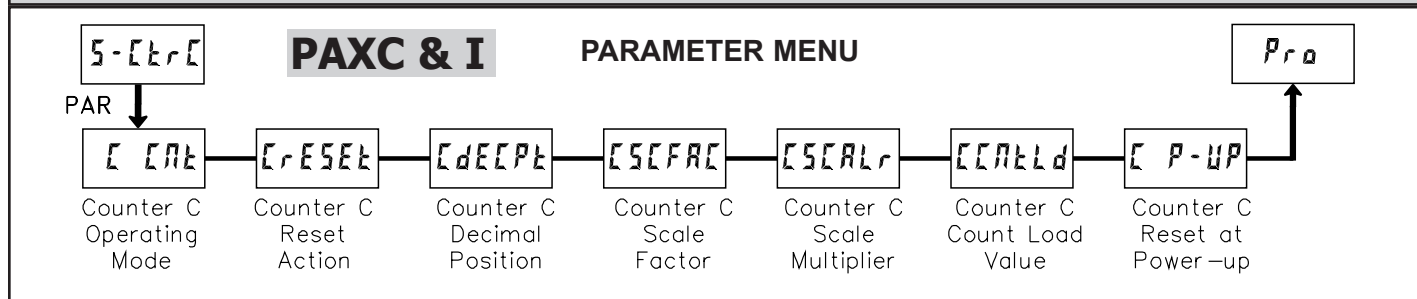 5-CtrC
PAXC & I PARAMETER MENU
Pro
PAR
C Cnt
CrESEt
CdECPt
CSCFAC
CSCALr
CCntLd
C P-UP
Counter C
Operating
Mode
Counter C
Reset
Action
Counter C
Decimal
Position
Counter C
Scale
Factor
Counter C
Scale
Multiplier
Counter C
Count Load
Value
Counter C
Reset at
Power-up